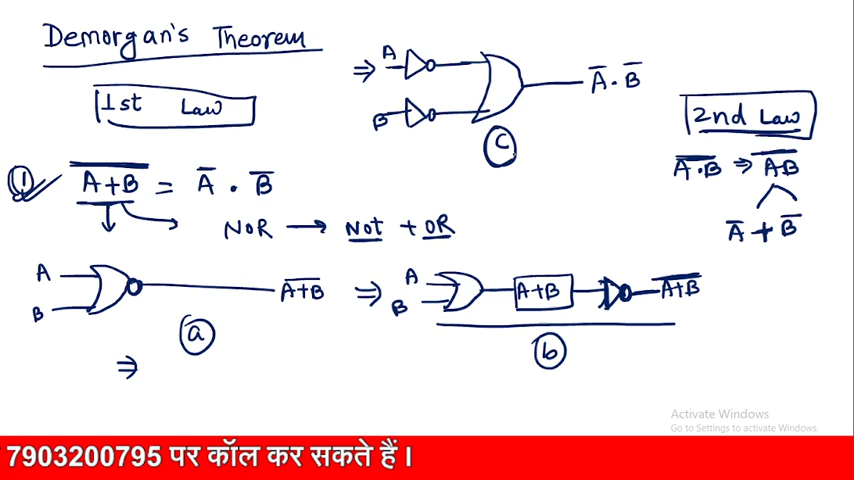 Demorgan's Theorem
1st Law
① A̅+̅B̅ = A̅ . B̅
NOR → Not + OR
A
B
A̅+̅B̅
ⓐ
⇒
⇒ A
B
A+B
A̅+̅B̅
ⓑ
⇒ A
B
A̅ . B̅
ⓒ
2nd Law
A̅.̅B̅ ⇒ A̅B̅
A̅ + B̅
Activate Windows
Go to Settings to activate Windows.
7903200795 पर कॉल कर सकते हैं।